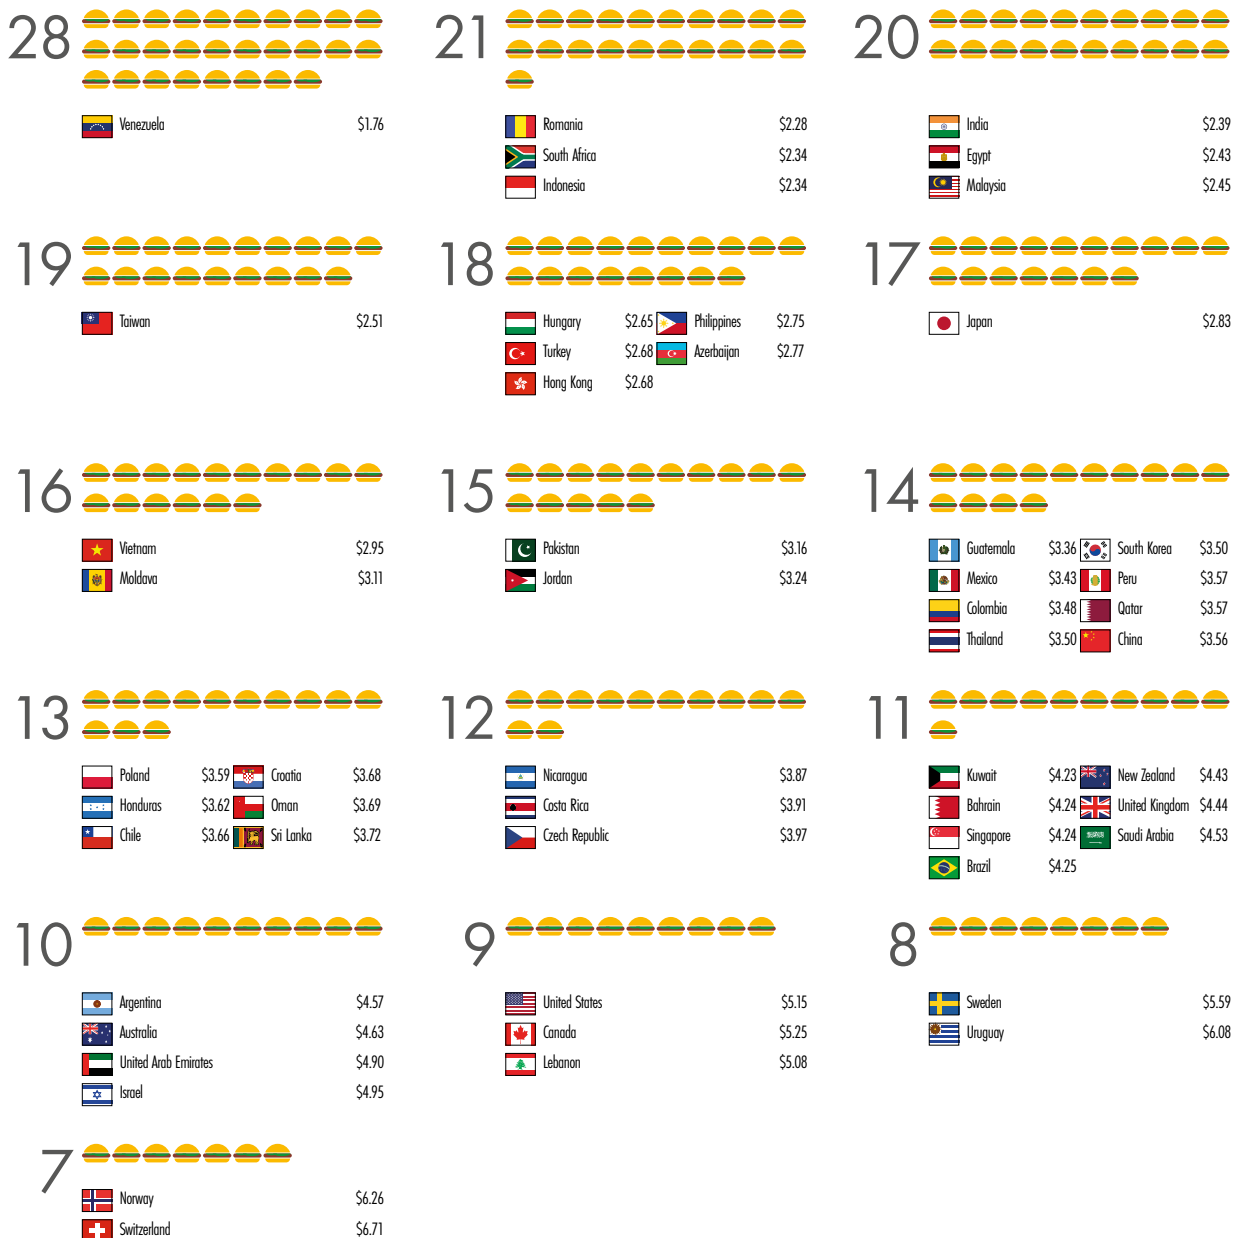 28
Venezuela $1.76
21
Romania $2.28
South Africa $2.34
Indonesia $2.34
20
India $2.39
Egypt $2.43
Malaysia $2.45
19
Taiwan $2.51
18
Hungary $2.65 Philippines $2.75
Turkey $2.68 Azerbaijan $2.77
Hong Kong $2.68
17
Japan $2.83
16
Vietnam $2.95
Moldova $3.11
15
Pakistan $3.16
Jordan $3.24
14
Guatemala $3.36 South Korea $3.50
Mexico $3.43 Peru $3.57
Colombia $3.48 Qatar $3.57
Thailand $3.50 China $3.56
13
Poland $3.59 Croatia $3.68
Honduras $3.62 Oman $3.69
Chile $3.66 Sri Lanka $3.72
12
Nicaragua $3.87
Costa Rica $3.91
Czech Republic $3.97
11
Kuwait $4.23 New Zealand $4.43
Bahrain $4.24 United Kingdom $4.44
Singapore $4.24 Saudi Arabia $4.53
Brazil $4.25
10
Argentina $4.57
Australia $4.63
United Arab Emirates $4.90
Israel $4.95
9
United States $5.15
Canada $5.25
Lebanon $5.08
8
Sweden $5.59
Uruguay $6.08
7
Norway $6.26
Switzerland $6.71